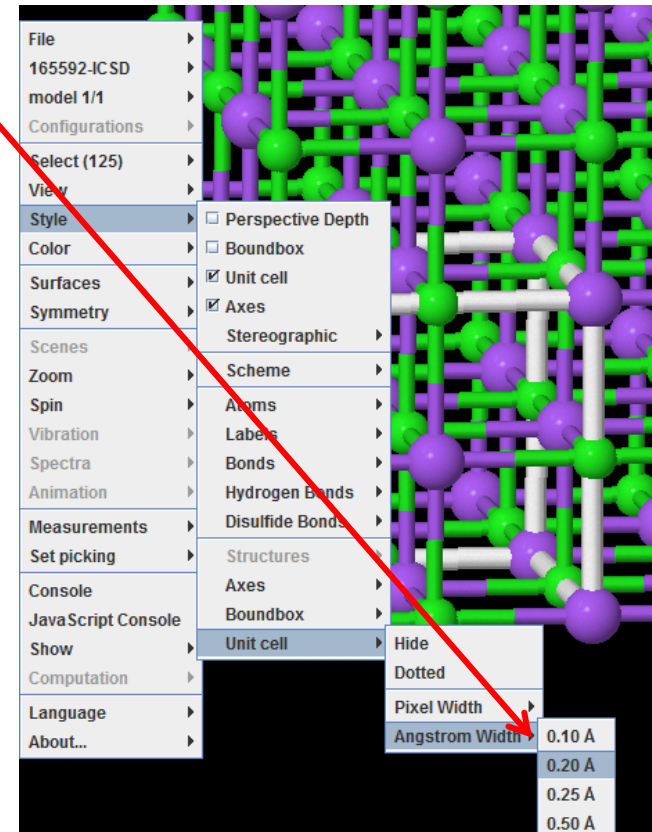 File
165592-ICSD
model 1/1
Configurations
Select (125)
View
Style
Color
Surfaces
Symmetry
Scenes
Zoom
Spin
Vibration
Spectra
Animation
Measurements
Set picking
Console
JavaScript Console
Show
Computation
Language
About...
Perspective Depth
Boundbox
Unit cell
Axes
Stereographic
Scheme
Atoms
Labels
Bonds
Hydrogen Bonds
Disulfide Bonds
Structures
Axes
Boundbox
Unit cell
Hide
Dotted
Pixel Width
Angstrom Width
0.10 Å
0.20 Å
0.25 Å
0.50 Å